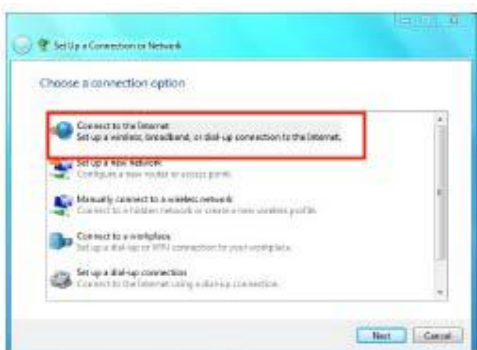 Set Up a Connection or Network
Choose a connection option
Connect to the Internet
Set up a wireless, broadband, or dial-up connection to the Internet.
Set up a new network
Configure a new router or access point.
Manually connect to a wireless network
Connect to a hidden network or create a new wireless profile.
Connect to a workplace
Set up a dial-up or VPN connection to your workplace.
Set up a dial-up connection
Connect to the Internet using a dial-up connection.
Next
Cancel